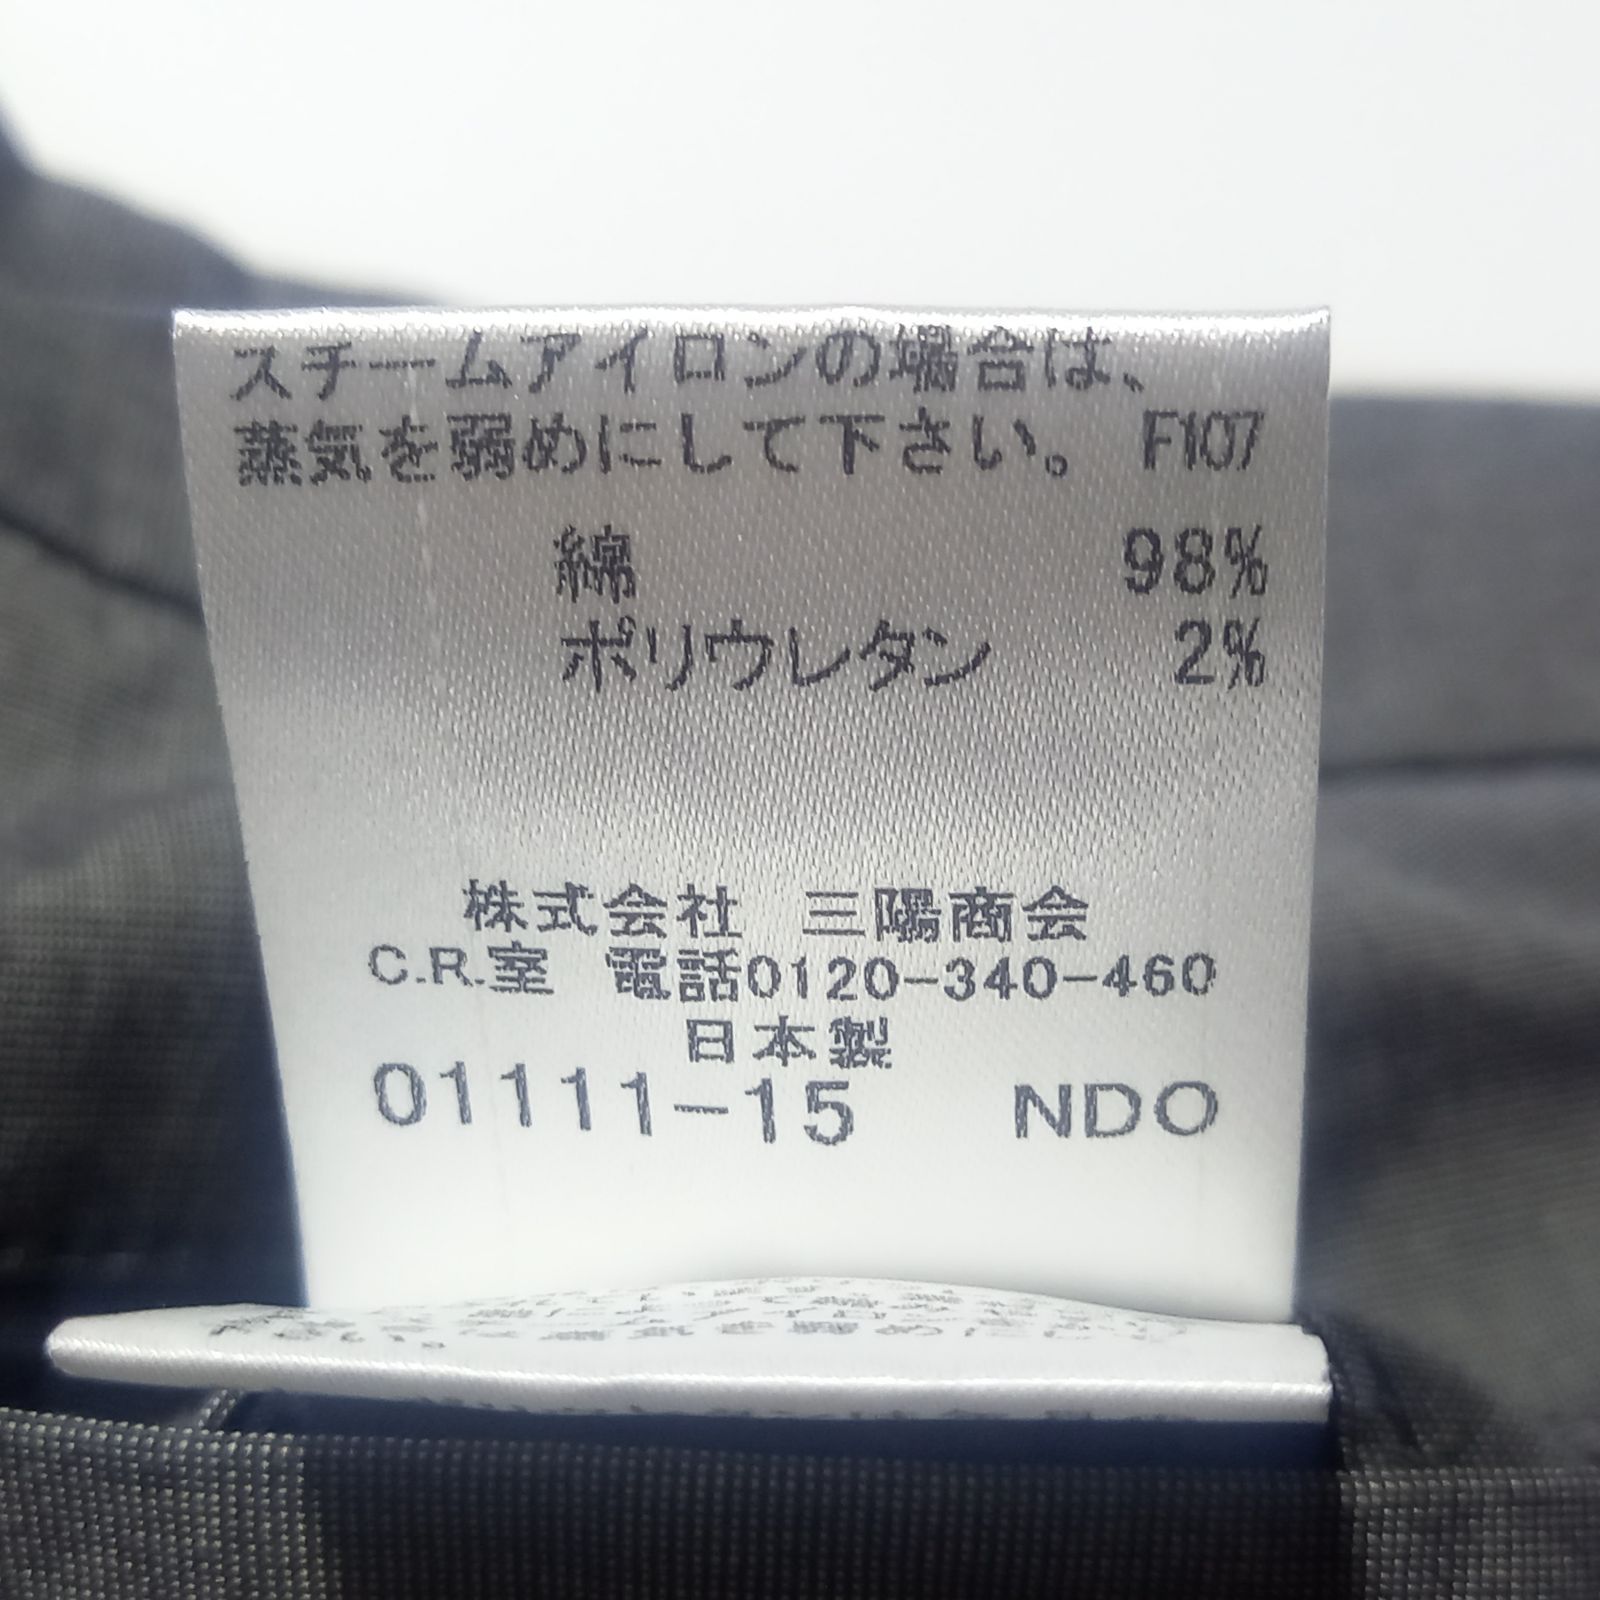 スチームアイロンの場合は、
蒸気を弱めにして下さい。 F107
綿 98%
ポリウレタン 2%
株式会社 三陽商会
C.R.室 電話0120-340-460
日本製
01111-15 NDO